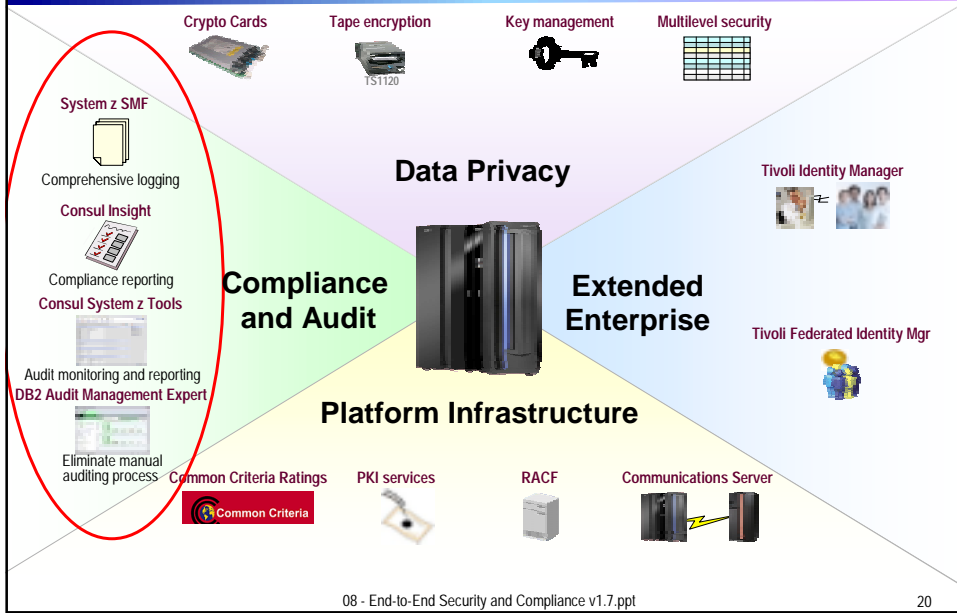 Crypto Cards
Tape encryption
Key management
Multilevel security
TS1120
System z SMF
Comprehensive logging
Consul Insight
Compliance reporting
Consul System z Tools
Audit monitoring and reporting
DB2 Audit Management Expert
Eliminate manual
auditing process
Data Privacy
Compliance
and Audit
Extended
Enterprise
Platform Infrastructure
Tivoli Identity Manager
Tivoli Federated Identity Mgr
Common Criteria Ratings
Common Criteria
PKI services
RACF
Communications Server
08 - End-to-End Security and Compliance v1.7.ppt
20